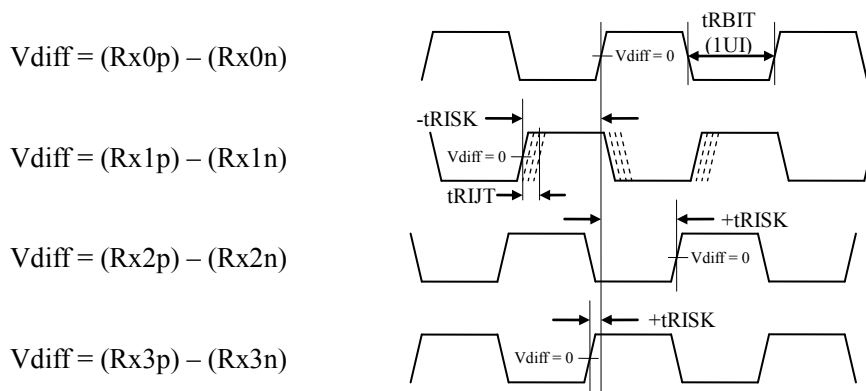 tRBIT
(1UI)
Vdiff = (Rx0p) – (Rx0n)
Vdiff = 0
-tRISK
Vdiff = (Rx1p) – (Rx1n)
Vdiff = 0
tRIJT
+tRISK
Vdiff = (Rx2p) – (Rx2n)
Vdiff = 0
+tRISK
Vdiff = (Rx3p) – (Rx3n)
Vdiff = 0